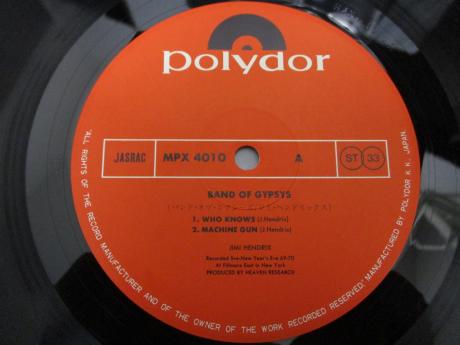 polydor
JASRAC
MPX 4010
A
ST 33
BAND OF GYPSYS
1. WHO KNOWS (J.Hendrix)
2. MACHINE GUN (J.Hendrix)
JIMI HENDRIX
Recorded live-New Year's Eve 69-70
At Fillmore East in New York
PRODUCED BY HEAVEN RESEARCH
"ALL RIGHTS OF THE RECORD MANUFACTURER AND OF THE OWNER OF THE WORK RECORDED RESERVED" MANUFACTURED BY POLYDOR K.K. JAPAN.